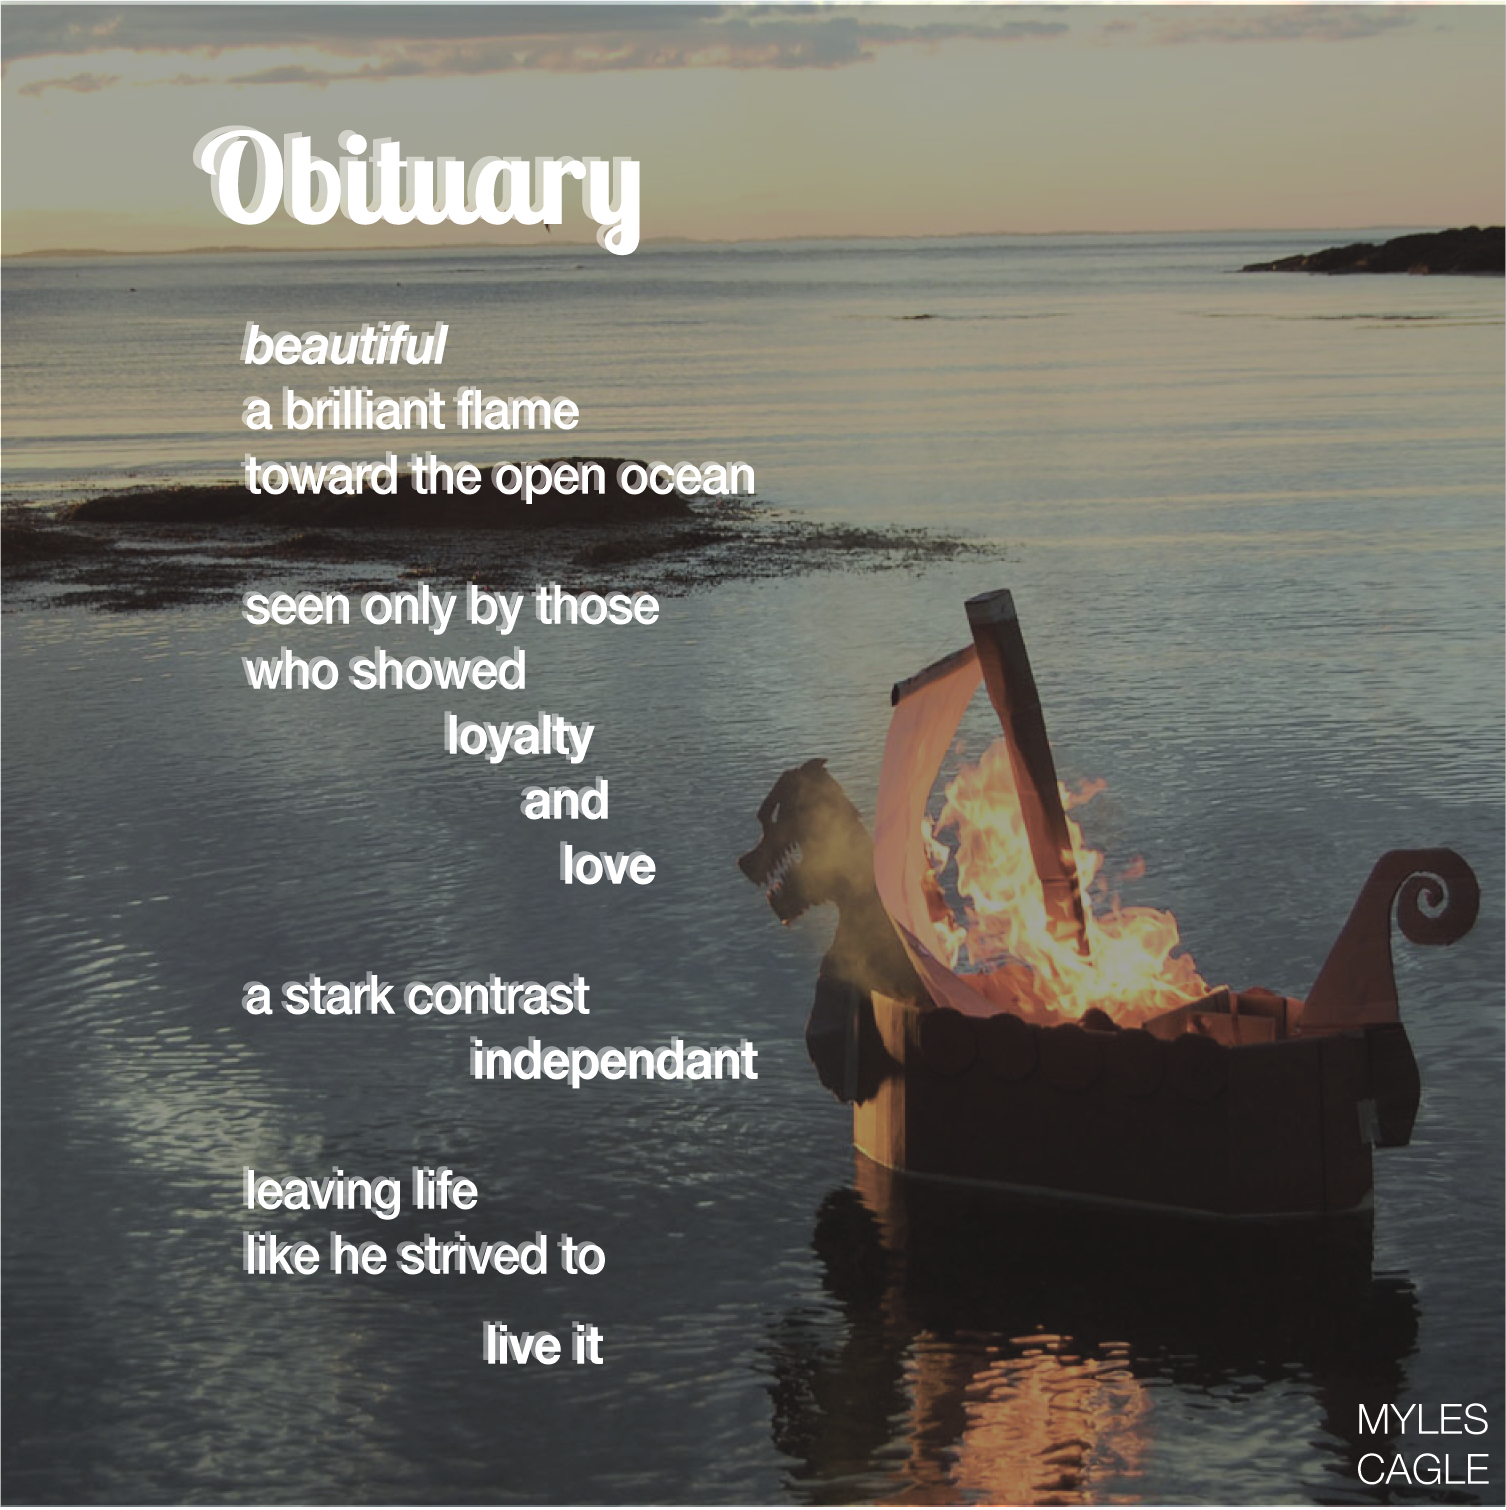 Obituary
beautiful
a brilliant flame
toward the open ocean
seen only by those
who showed
loyalty
and
love
a stark contrast
independant
leaving life
like he strived to
live it
MYLES
CAGLE